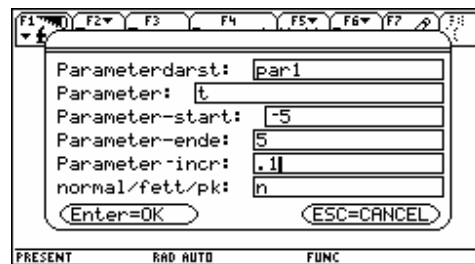 F1 F2▼ F3 F4 F5▼ F6▼ F7
Parameterdarst: par1
Parameter: t
Parameter-start: -5
Parameter-ende: 5
Parameter-incr: .1
normal/fett/pk: n
Enter=OK ESC=CANCEL
PRESENT RAD AUTO FUNC